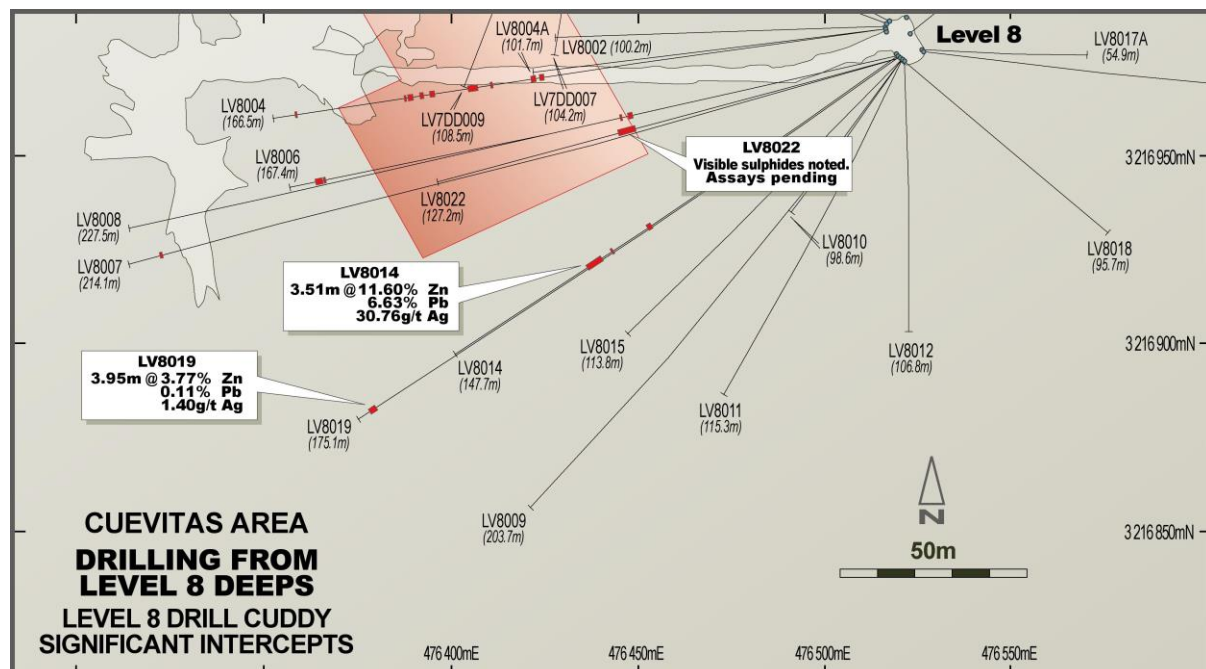 LV8004A
(101.7m)
LV8002 (100.2m)
Level 8
LV8017A
(54.9m)
LV8004
(166.5m)
LV7DD009
(108.5m)
LV7DD007
(104.2m)
LV8006
(167.4m)
LV8022
Visible sulphides noted.
Assays pending
3 216 950mN
LV8022
(127.2m)
LV8008
(227.5m)
LV8007
(214.1m)
LV8010
(98.6m)
LV8018
(95.7m)
LV8014
3.51m @ 11.60% Zn
6.63% Pb
30.76g/t Ag
LV8015
(113.8m)
LV8012
(106.8m)
3 216 900mN
LV8019
3.95m @ 3.77% Zn
0.11% Pb
1.40g/t Ag
LV8014
(147.7m)
LV8011
(115.3m)
LV8019
(175.1m)
LV8009
(203.7m)
N
3 216 850mN
50m
CUEVITAS AREA
DRILLING FROM
LEVEL 8 DEEPS
LEVEL 8 DRILL CUDDY
SIGNIFICANT INTERCEPTS
476 400mE
476 450mE
476 500mE
476 550mE